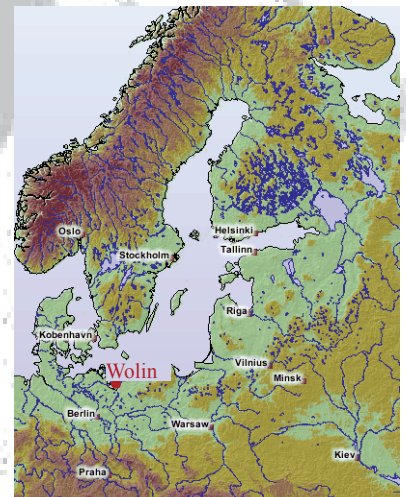 Oslo
Helsinki
Tallinn
Stockholm
Riga
Kobenhavn
Vilnius
Wolin
Minsk
Berlin
Warsaw
Kiev
Praha